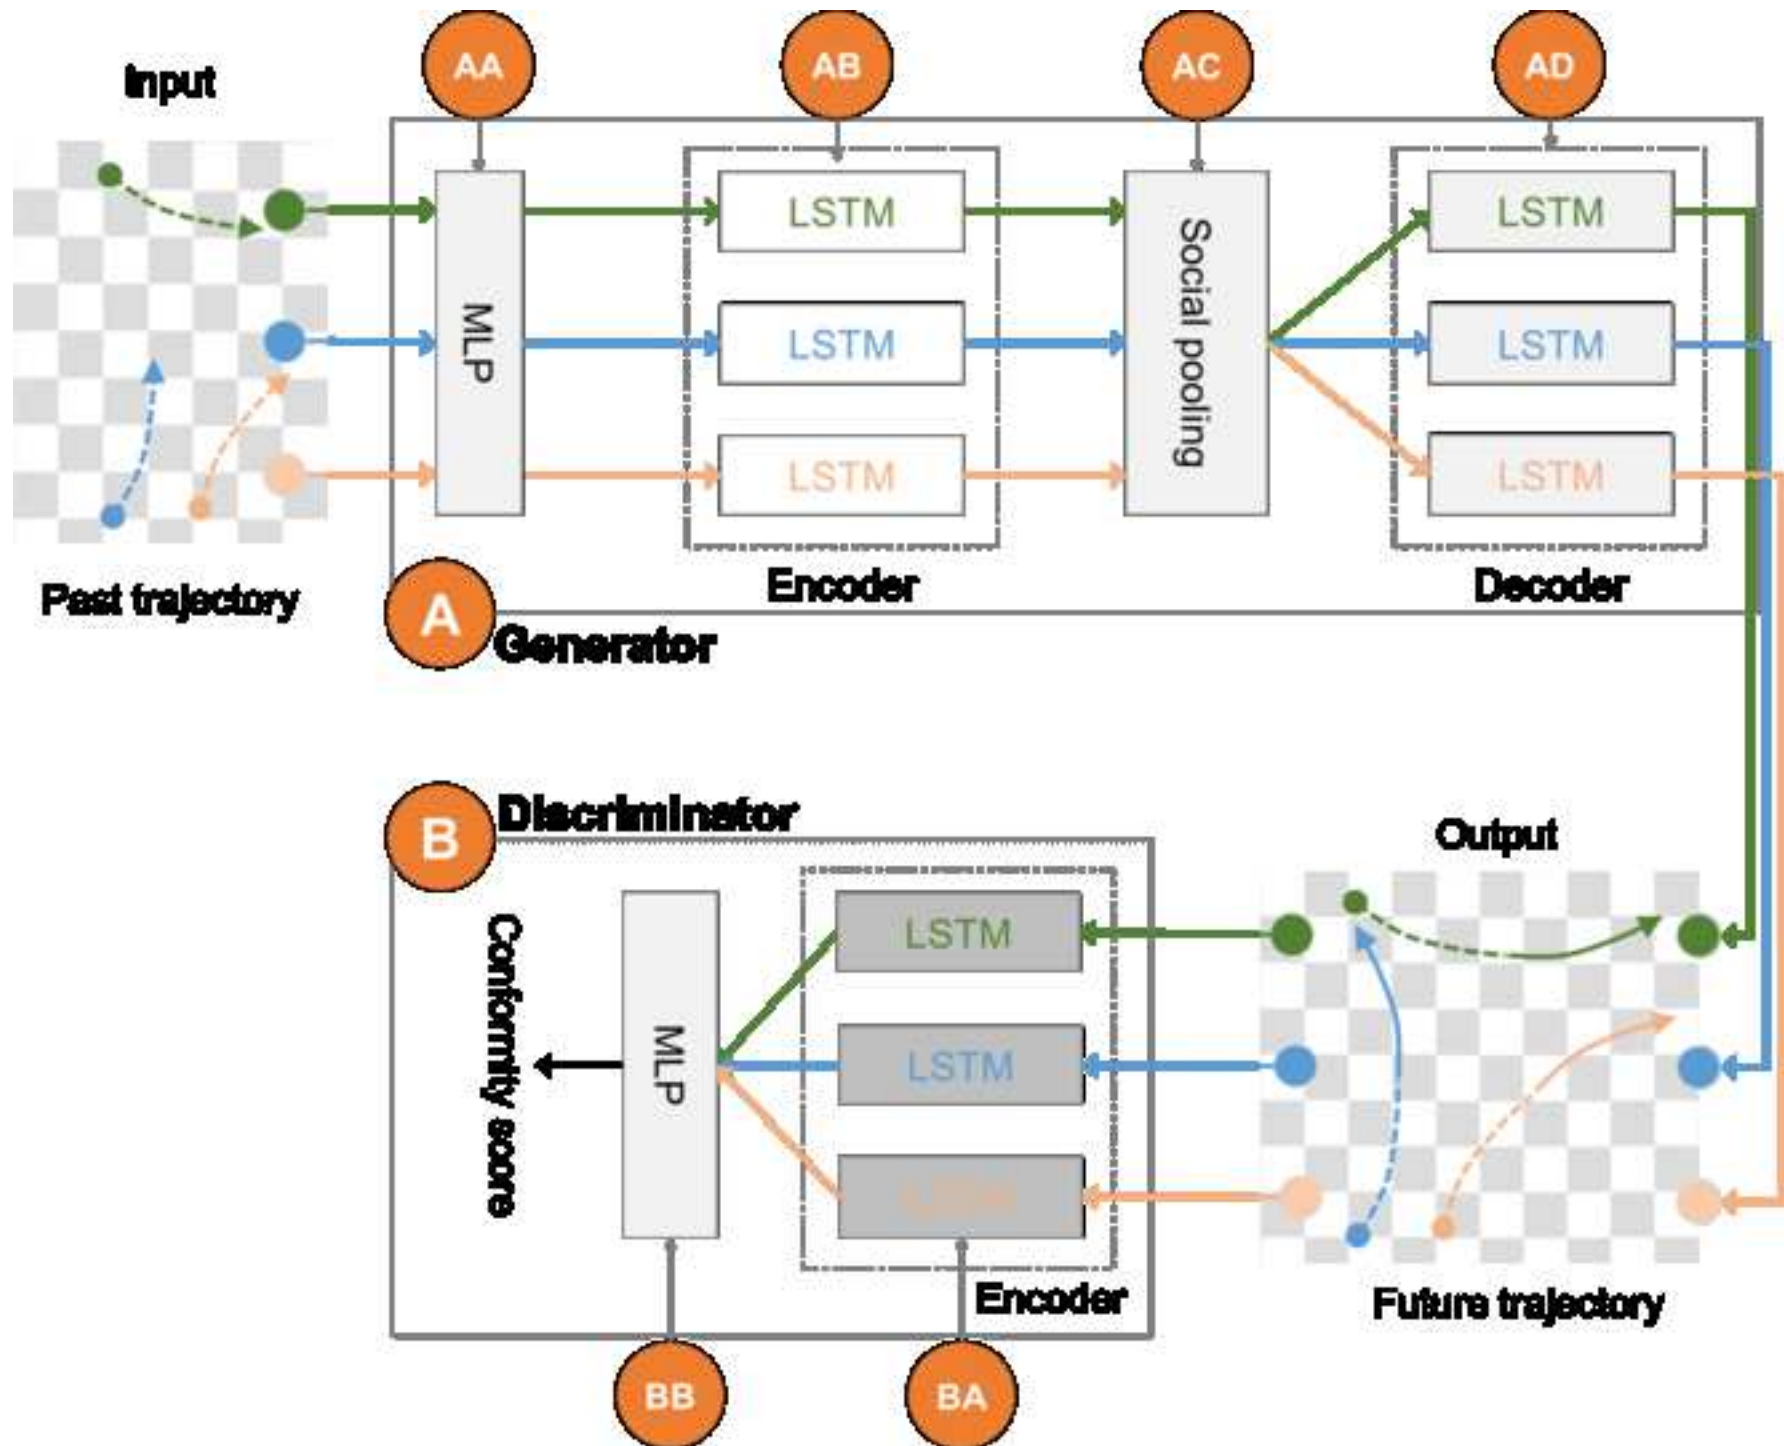 AA
AB
AC
AD
Input
MLP
LSTM
LSTM
LSTM
Social pooling
LSTM
LSTM
LSTM
Past trajectory
Encoder
Decoder
A
Generator
B
Discriminator
Output
Conformity score
MLP
LSTM
LSTM
LSTM
Encoder
Future trajectory
BB
BA